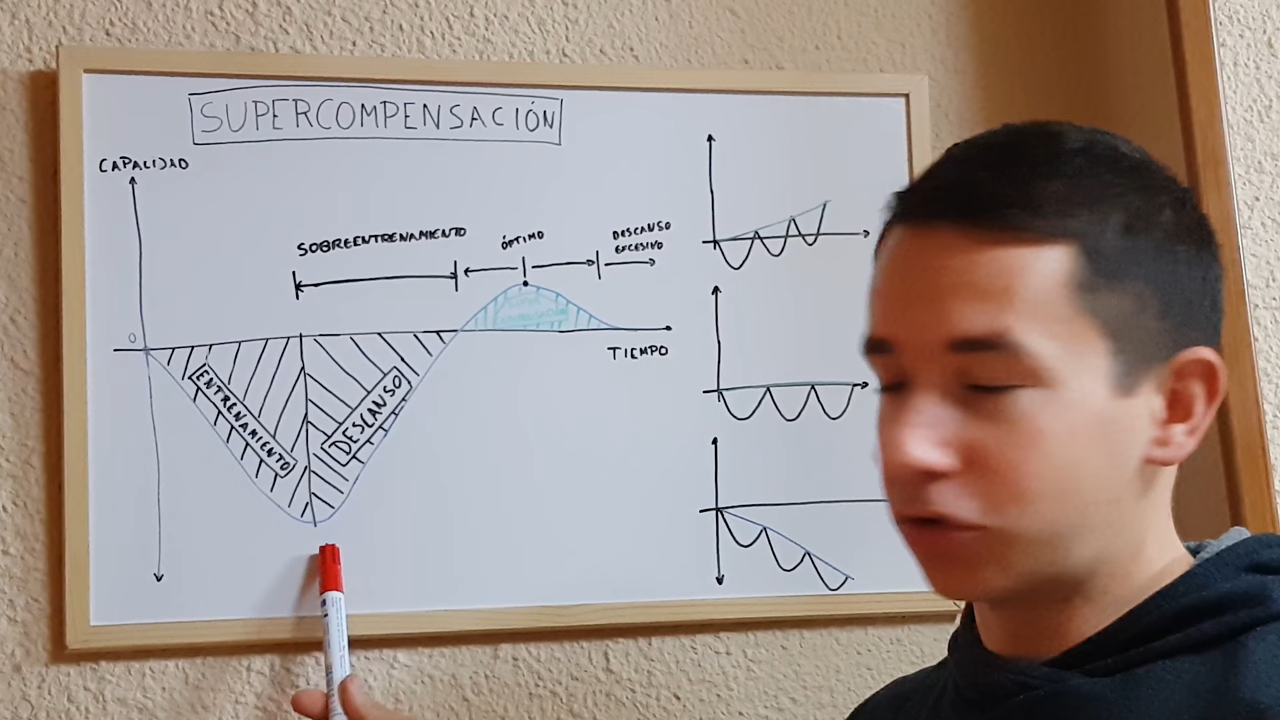 SUPERCOMPENSACIÓN
CAPACIDAD
SOBREENTRENAMIENTO
ÓPTIMO
DESCANSO
EXCESIVO
0
TIEMPO
ENTRENAMIENTO
DESCANSO